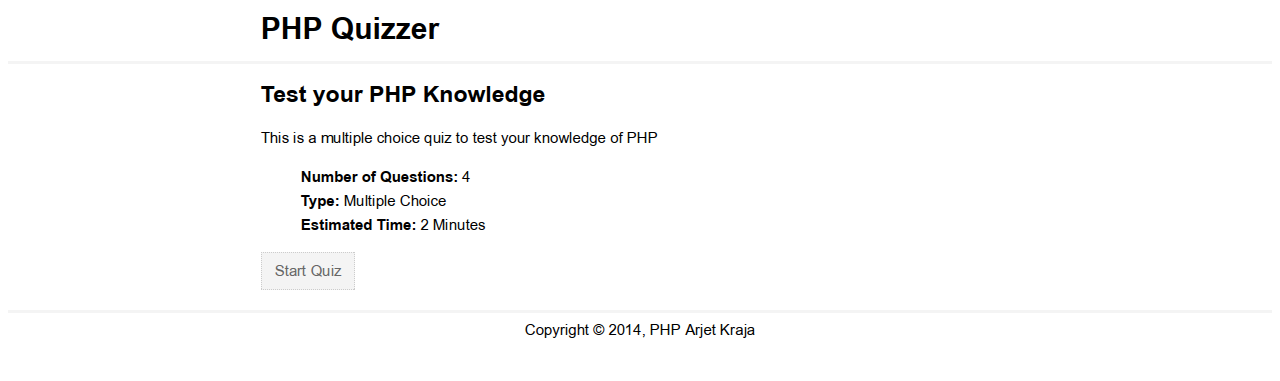 PHP Quizzer
Test your PHP Knowledge
This is a multiple choice quiz to test your knowledge of PHP
Number of Questions: 4
Type: Multiple Choice
Estimated Time: 2 Minutes
Start Quiz
Copyright © 2014, PHP Arjet Kraja